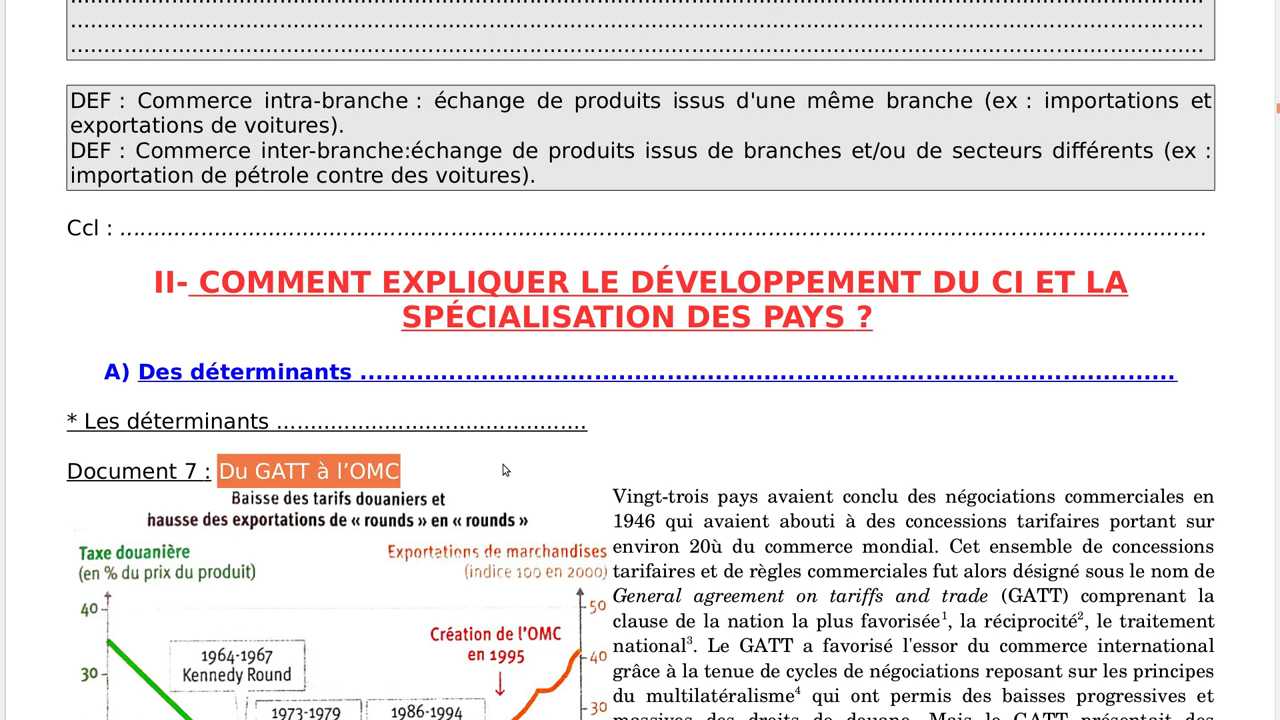 DEF : Commerce intra-branche : échange de produits issus d'une même branche (ex : importations et
exportations de voitures).
DEF : Commerce inter-branche:échange de produits issus de branches et/ou de secteurs différents (ex :
importation de pétrole contre des voitures).
Ccl : ................................................................................
II- COMMENT EXPLIQUER LE DÉVELOPPEMENT DU CI ET LA
SPÉCIALISATION DES PAYS ?
A) Des déterminants ................................................................................
* Les déterminants ..............................................
Document 7 : Du GATT à l’OMC
Baisse des tarifs douaniers et
hausse des exportations de « rounds » en « rounds »
Taxe douanière
(en % du prix du produit)
Exportations de marchandises
(indice 100 en 2000)
40
50
Création de l’OMC
en 1995
1964-1967
Kennedy Round
40
30
1973-1979
1986-1994
30
Vingt-trois pays avaient conclu des négociations commerciales en
1946 qui avaient abouti à des concessions tarifaires portant sur
environ 20ù du commerce mondial. Cet ensemble de concessions
tarifaires et de règles commerciales fut alors désigné sous le nom de
General agreement on tariffs and trade (GATT) comprenant la
clause de la nation la plus favorisée¹, la réciprocité², le traitement
national³. Le GATT a favorisé l'essor du commerce international
grâce à la tenue de cycles de négociations reposant sur les principes
du multilatéralisme⁴ qui ont permis des baisses progressives et
massives des droits de douane. Mais le GATT présentait des